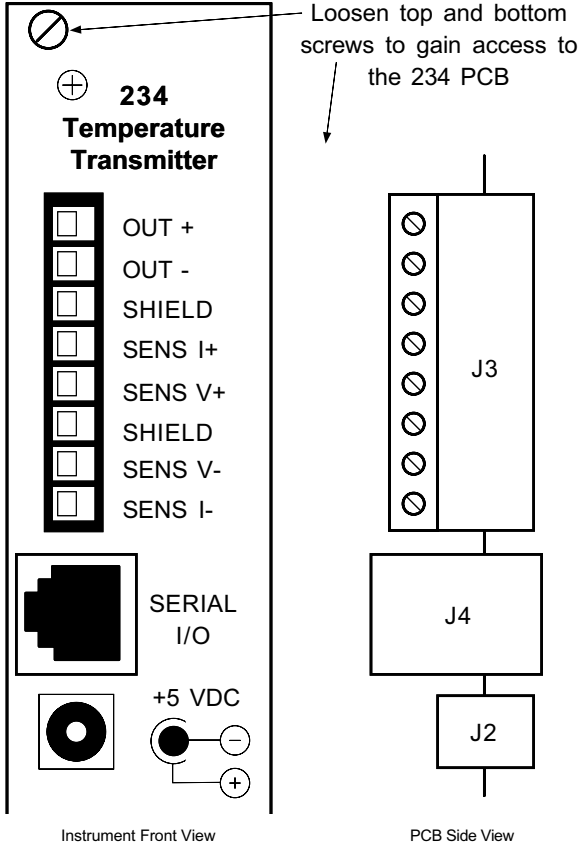 Loosen top and bottom
screws to gain access to
the 234 PCB
234
Temperature
Transmitter
OUT +
OUT -
SHIELD
SENS I+
SENS V+
SHIELD
SENS V-
SENS I-
J3
SERIAL
I/O
J4
+5 VDC
J2
−
+
Instrument Front View
PCB Side View